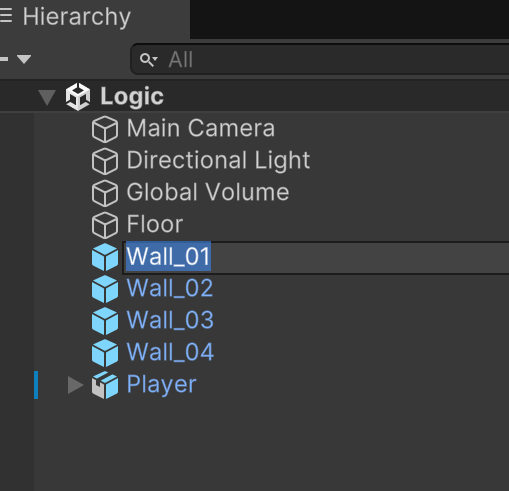 Hierarchy
All
Logic
Main Camera
Directional Light
Global Volume
Floor
Wall_01
Wall_02
Wall_03
Wall_04
Player